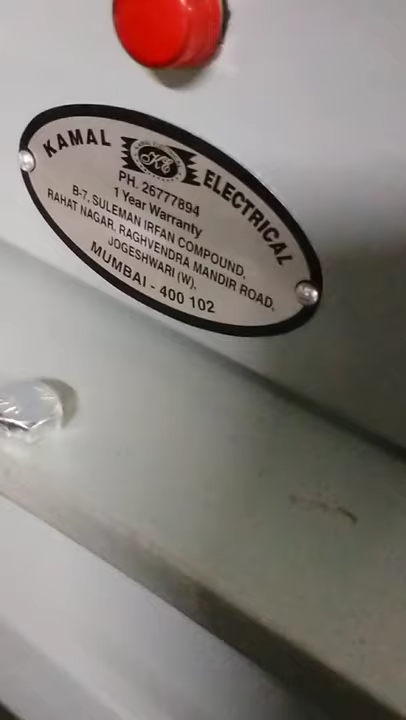 KAMAL KE ELECTRICAL
PH. 26777894
1 Year Warranty
B-7, SULEMAN IRFAN COMPOUND,
RAHAT NAGAR, RAGHVENDRA MANDIR ROAD,
JOGESHWARI (W),
MUMBAI - 400 102